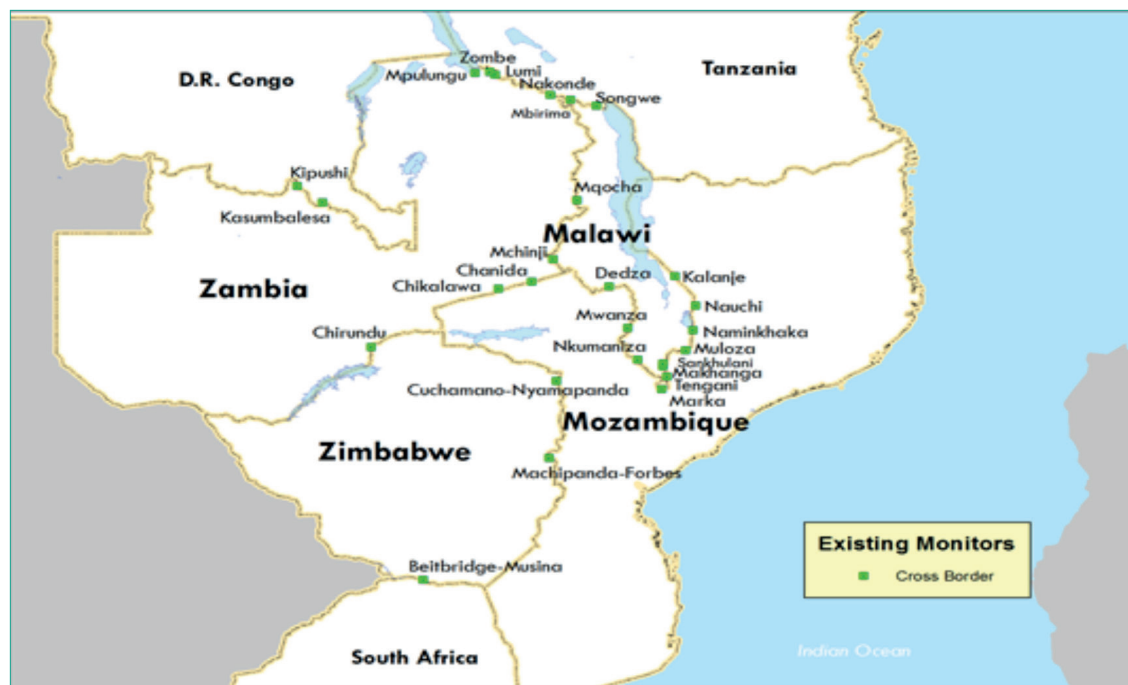 Zombe
D.R. Congo
Mpulungu
Lumi
Tanzania
Nakonde
Songwe
Mbirima
Kipushi
Mqocha
Kasumbalesa
Malawi
Mchinji
Chanida
Dedza
Kalanje
Zambia
Chikalawa
Nauchi
Mwanza
Chirundu
Naminkhaka
Nkumaniza
Muloza
Sankhulani
Makhanga
Cuchamano-Nyamapanda
Tengani
Marka
Mozambique
Zimbabwe
Machipanda-Forbes
Existing Monitors
Beitbridge-Musina
Cross Border
South Africa
Indian Ocean